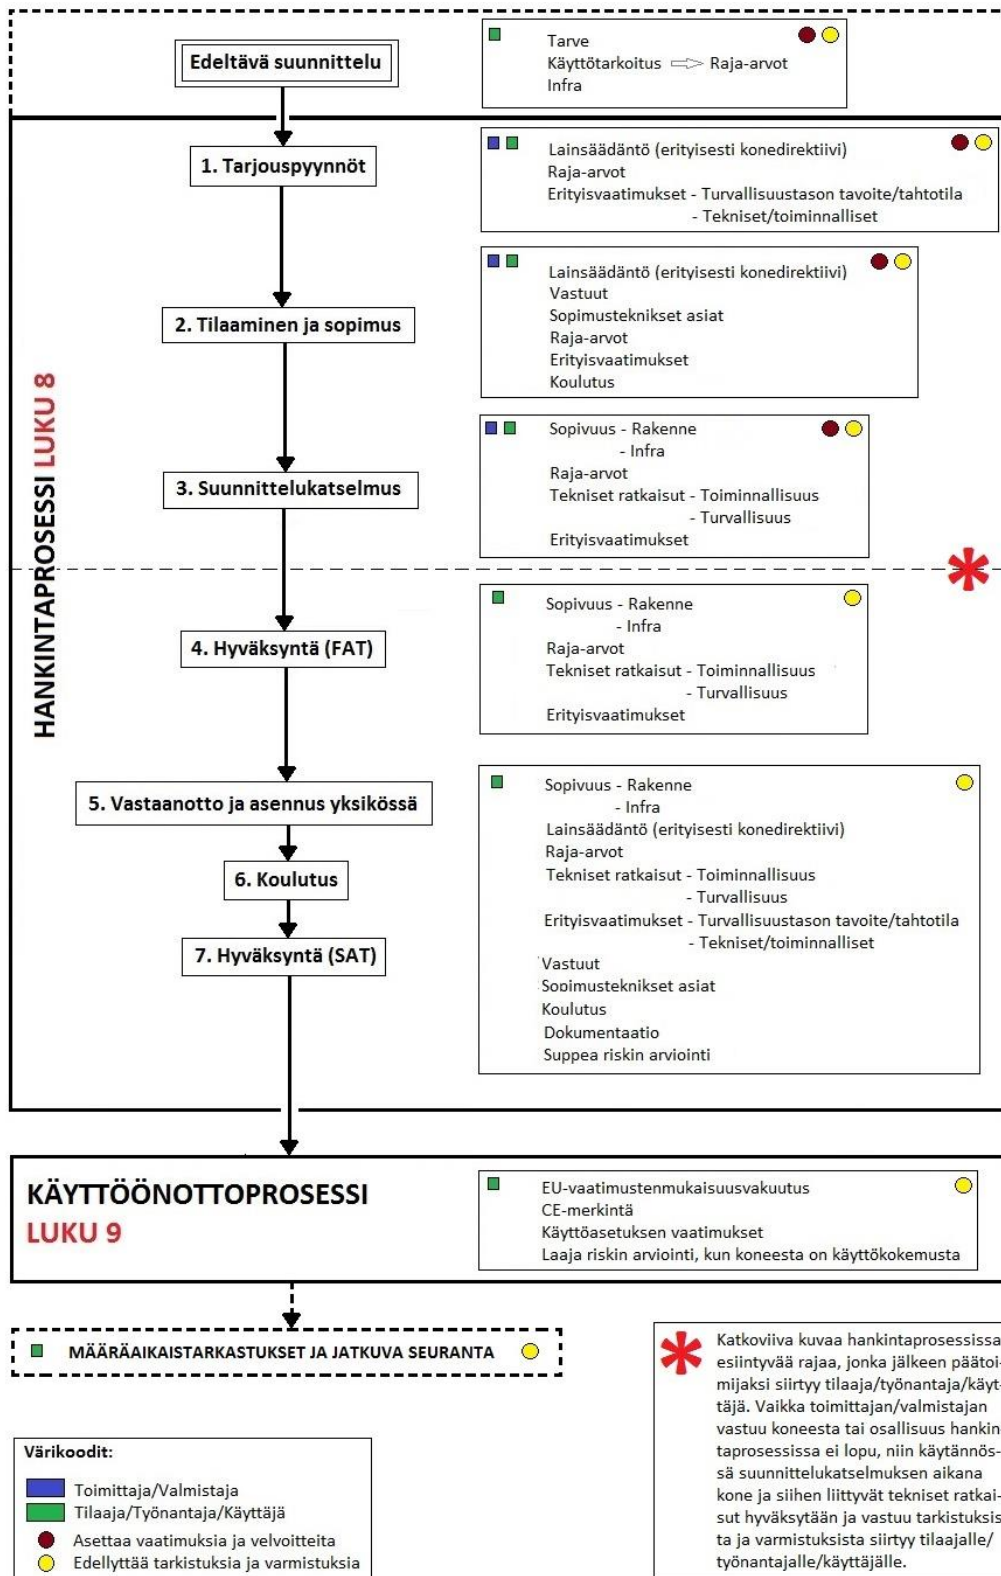 Edeltävä suunnittelu
Tarve
Käyttötarkoitus ⇨ Raja-arvot
Infra
HANKINTAPROSESSI LUKU 8
1. Tarjouspyynnöt
Lainsäädäntö (erityisesti konedirektiivi)
Raja-arvot
Erityisvaatimukset - Turvallisuustason tavoite/tahtotila
- Tekniset/toiminnalliset
2. Tilaaminen ja sopimus
Lainsäädäntö (erityisesti konedirektiivi)
Vastuut
Sopimusteknikset asiat
Raja-arvot
Erityisvaatimukset
Koulutus
3. Suunnittelukatselmus
Sopivuus - Rakenne
- Infra
Raja-arvot
Tekniset ratkaisut - Toiminnallisuus
- Turvallisuus
Erityisvaatimukset
*
4. Hyväksyntä (FAT)
Sopivuus - Rakenne
- Infra
Raja-arvot
Tekniset ratkaisut - Toiminnallisuus
- Turvallisuus
Erityisvaatimukset
5. Vastaanotto ja asennus yksikössä
6. Koulutus
7. Hyväksyntä (SAT)
Sopivuus - Rakenne
- Infra
Lainsäädäntö (erityisesti konedirektiivi)
Raja-arvot
Tekniset ratkaisut - Toiminnallisuus
- Turvallisuus
Erityisvaatimukset - Turvallisuustason tavoite/tahtotila
- Tekniset/toiminnalliset
Vastuut
Sopimusteknikset asiat
Koulutus
Dokumentaatio
Suppea riskin arviointi
KÄYTTÖÖNOTTOPROSESSI
LUKU 9
EU-vaatimustenmukaisuusvakuutus
CE-merkintä
Käyttöasetuksen vaatimukset
Laaja riskin arviointi, kun koneesta on käyttökokemusta
MÄÄRÄAIKAISTARKASTUKSET JA JATKUVA SEURANTA
Värikoodit:
Toimittaja/Valmistaja
Tilaaja/Työnantaja/Käyttäjä
Asettaa vaatimuksia ja velvoitteita
Edellyttää tarkistuksia ja varmistuksia
* Katkoviiva kuvaa hankintaprosessissa
esiintyvää rajaa, jonka jälkeen päätoi-
mijaksi siirtyy tilaaja/työnantaja/käyt-
täjä. Vaikka toimittajan/valmistajan
vastuu koneesta tai osallisuus hankin-
taprosessissa ei lopu, niin käytännös-
sä suunnittelukatselmuksen aikana
kone ja siihen liittyvät tekniset ratkai-
sut hyväksytään ja vastuu tarkistuksis
ta ja varmistuksista siirtyy tilaajalle/
työnantajalle/käyttäjälle.